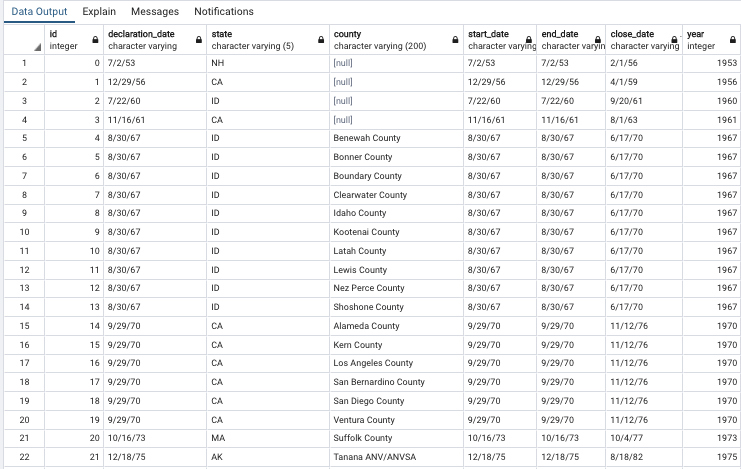 Data Output Explain Messages Notifications
id declaration_date state county start_date end_date close_date year
integer character varying character varying (5) character varying (200) character varying character varyin character varying integer
1 0 7/2/53 NH [null] 7/2/53 7/2/53 2/1/56 1953
2 1 12/29/56 CA [null] 12/29/56 12/29/56 4/1/59 1956
3 2 7/22/60 ID [null] 7/22/60 7/22/60 9/20/61 1960
4 3 11/16/61 CA [null] 11/16/61 11/16/61 8/1/63 1961
5 4 8/30/67 ID Benewah County 8/30/67 8/30/67 6/17/70 1967
6 5 8/30/67 ID Bonner County 8/30/67 8/30/67 6/17/70 1967
7 6 8/30/67 ID Boundary County 8/30/67 8/30/67 6/17/70 1967
8 7 8/30/67 ID Clearwater County 8/30/67 8/30/67 6/17/70 1967
9 8 8/30/67 ID Idaho County 8/30/67 8/30/67 6/17/70 1967
10 9 8/30/67 ID Kootenai County 8/30/67 8/30/67 6/17/70 1967
11 10 8/30/67 ID Latah County 8/30/67 8/30/67 6/17/70 1967
12 11 8/30/67 ID Lewis County 8/30/67 8/30/67 6/17/70 1967
13 12 8/30/67 ID Nez Perce County 8/30/67 8/30/67 6/17/70 1967
14 13 8/30/67 ID Shoshone County 8/30/67 8/30/67 6/17/70 1967
15 14 9/29/70 CA Alameda County 9/29/70 9/29/70 11/12/76 1970
16 15 9/29/70 CA Kern County 9/29/70 9/29/70 11/12/76 1970
17 16 9/29/70 CA Los Angeles County 9/29/70 9/29/70 11/12/76 1970
18 17 9/29/70 CA San Bernardino County 9/29/70 9/29/70 11/12/76 1970
19 18 9/29/70 CA San Diego County 9/29/70 9/29/70 11/12/76 1970
20 19 9/29/70 CA Ventura County 9/29/70 9/29/70 11/12/76 1970
21 20 10/16/73 MA Suffolk County 10/16/73 10/16/73 10/4/77 1973
22 21 12/18/75 AK Tanana ANV/ANVSA 12/18/75 12/18/75 8/18/82 1975